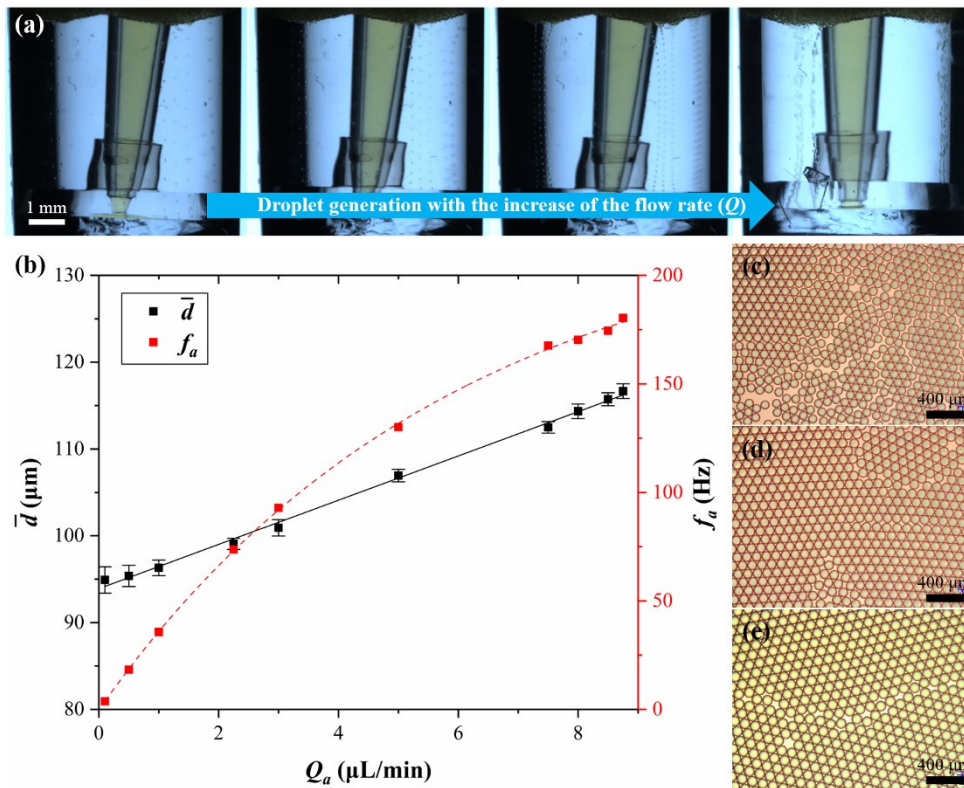 (a)
1 mm
Droplet generation with the increase of the flow rate (Q)
(b)
130
120
110
100
90
80
d̄ (μm)
d̄
fₐ
200
150
100
50
0
fₐ (Hz)
0
2
4
6
8
Qₐ (μL/min)
(c)
400 μ
(d)
400 μ
(e)
400 μ